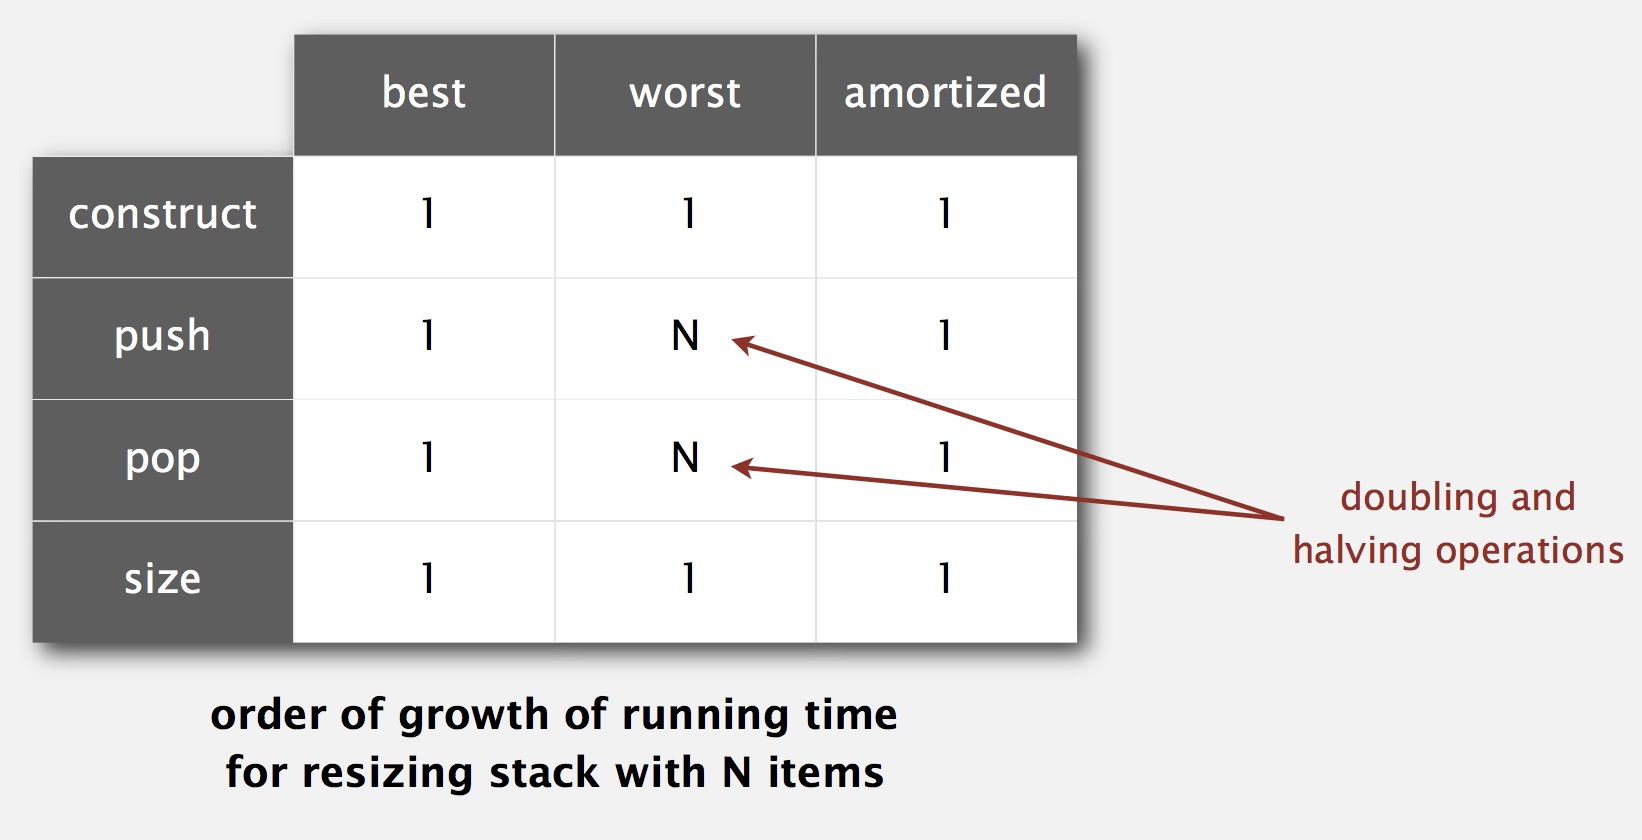 best worst amortized
construct 1 1 1
push 1 N 1
pop 1 N 1
doubling and
halving operations
size 1 1 1
order of growth of running time
for resizing stack with N items